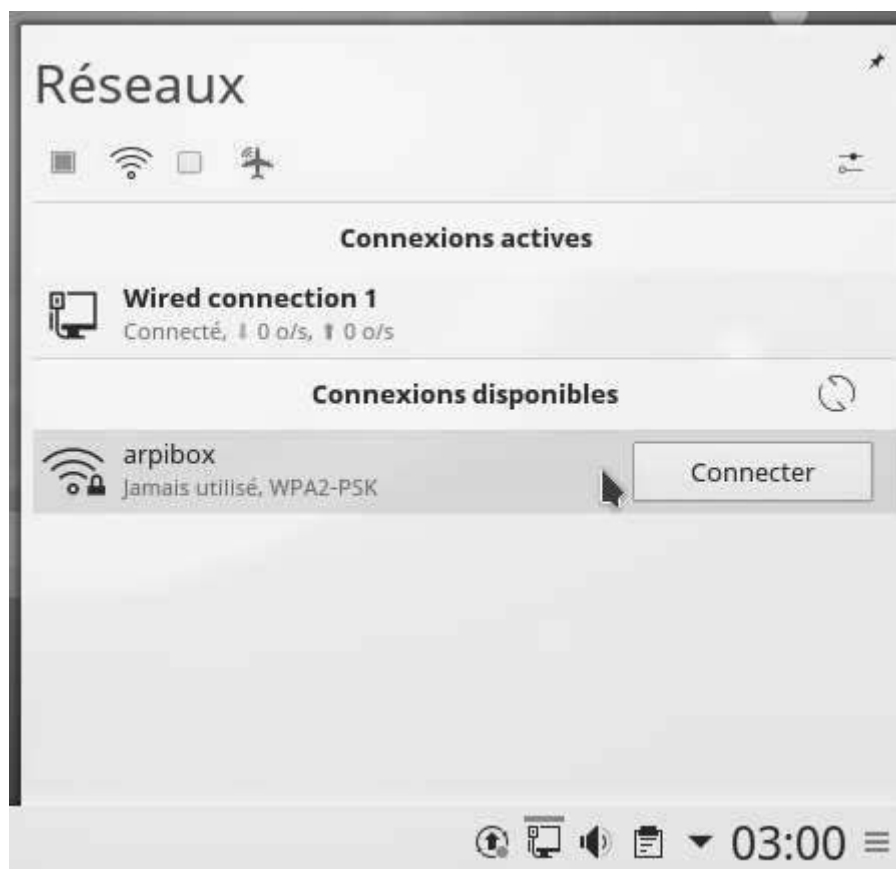 Réseaux
Connexions actives
Wired connection 1
Connecté, ⬇ 0 o/s, ⬆ 0 o/s
Connexions disponibles
arpibox
Jamais utilisé, WPA2-PSK
Connecter
03:00